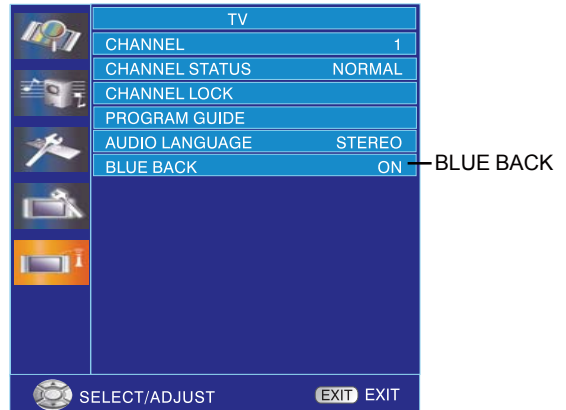 TV
CHANNEL 1
CHANNEL STATUS NORMAL
CHANNEL LOCK
PROGRAM GUIDE
AUDIO LANGUAGE STEREO
BLUE BACK ON
BLUE BACK
SELECT/ADJUST EXIT EXIT